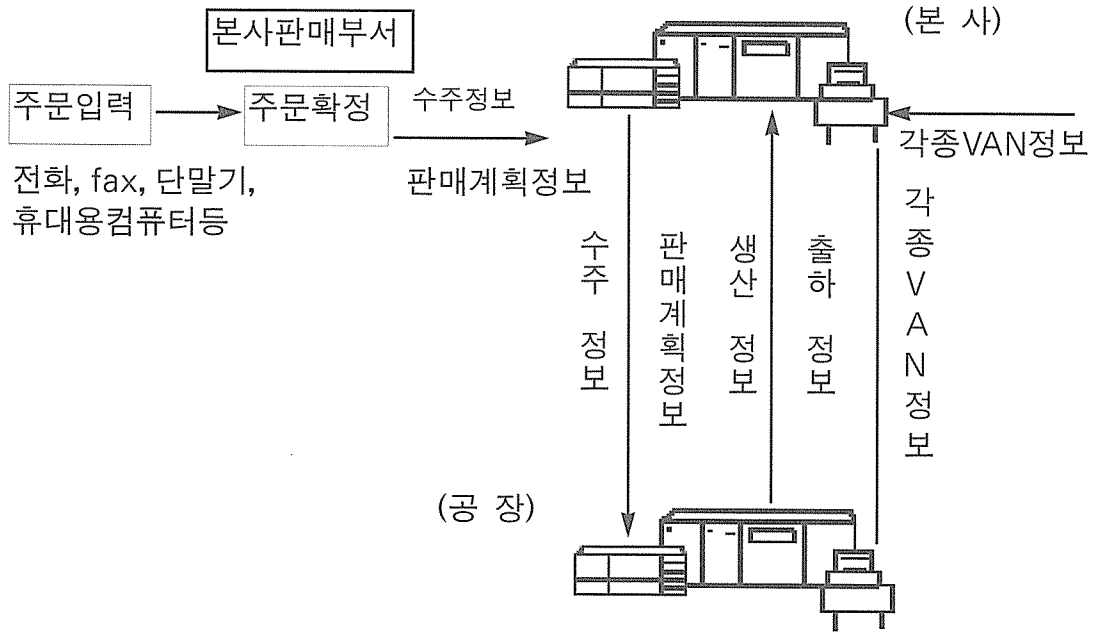 본사판매부서
(본 사)
주문입력
주문확정
수주정보
판매계획정보
각종VAN정보
전화, fax, 단말기,
휴대용컴퓨터등
수주 정보
판매계획정보
생산 정보
출하 정보
각종VAN정보
(공 장)